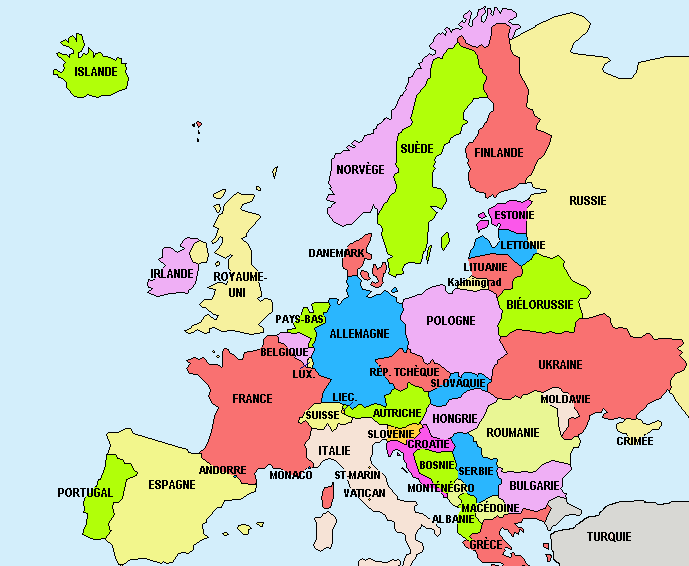 ISLANDE
NORVÈGE
SUÈDE
FINLANDE
RUSSIE
ESTONIE
LETTONIE
LITUANIE
Kaliningrad
DANEMARK
IRLANDE
ROYAUME-
UNI
BIÉLORUSSIE
PAYS-BAS
ALLEMAGNE
POLOGNE
BELGIQUE
LUX.
RÉP. TCHÈQUE
SLOVAQUIE
UKRAINE
FRANCE
LIEC.
SUISSE
AUTRICHE
HONGRIE
MOLDAVIE
ROUMANIE
CRIMÉE
SLOVÉNIE
CROATIE
ITALIE
BOSNIE
SERBIE
ANDORRE
MONACO
ST-MARIN
VATICAN
MONTÉNÉGRO
BULGARIE
ESPAGNE
PORTUGAL
MACÉDOINE
ALBANIE
GRÈCE
TURQUIE